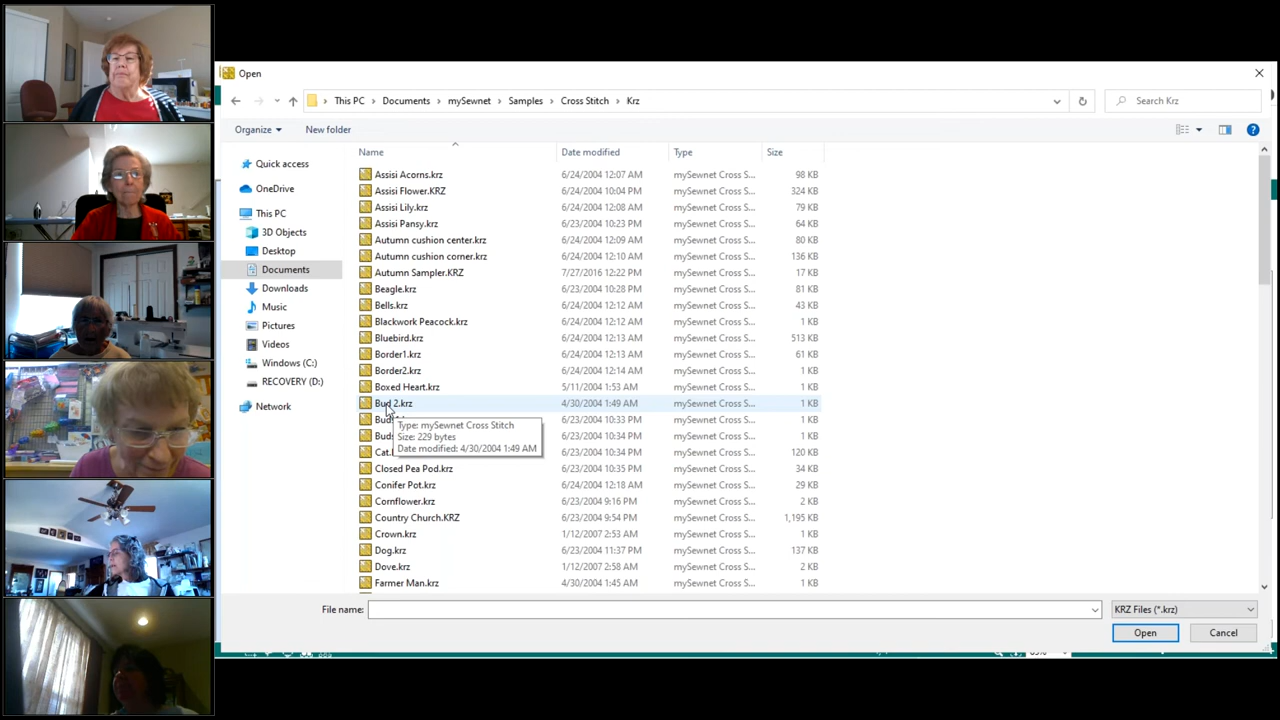 Open
This PC > Documents > mySewnet > Samples > Cross Stitch > Krz
Search Krz
Organize
New folder
Name Date modified Type Size
Quick access
OneDrive
This PC
3D Objects
Desktop
Documents
Downloads
Music
Pictures
Videos
Windows (C:)
RECOVERY (D:)
Network
Assisi Acorns.krz 6/24/2004 12:07 AM mySewnet Cross S... 98 KB
Assisi Flower.KRZ 6/23/2004 10:04 PM mySewnet Cross S... 324 KB
Assisi Lily.krz 6/24/2004 12:08 AM mySewnet Cross S... 79 KB
Assisi Pansy.krz 6/23/2004 10:23 PM mySewnet Cross S... 64 KB
Autumn cushion center.krz 6/24/2004 12:09 AM mySewnet Cross S... 80 KB
Autumn cushion corner.krz 6/24/2004 12:10 AM mySewnet Cross S... 136 KB
Autumn Sampler.KRZ 7/27/2016 12:22 PM mySewnet Cross S... 17 KB
Beagle.krz 6/23/2004 10:28 PM mySewnet Cross S... 81 KB
Bells.krz 6/24/2004 12:12 AM mySewnet Cross S... 43 KB
Blackwork Peacock.krz 6/24/2004 12:12 AM mySewnet Cross S... 1 KB
Bluebird.krz 6/24/2004 12:13 AM mySewnet Cross S... 513 KB
Border1.krz 6/24/2004 12:13 AM mySewnet Cross S... 61 KB
Border2.krz 6/24/2004 12:14 AM mySewnet Cross S... 1 KB
Boxed Heart.krz 5/11/2004 1:53 AM mySewnet Cross S... 1 KB
Bud 2.krz 4/30/2004 1:49 AM mySewnet Cross S... 1 KB
6/23/2004 10:33 PM mySewnet Cross S... 1 KB
6/23/2004 10:34 PM mySewnet Cross S... 1 KB
6/23/2004 10:34 PM mySewnet Cross S... 120 KB
Type: mySewnet Cross Stitch
Size: 229 bytes
Date modified: 4/30/2004 1:49 AM
Closed Pea Pod.krz 6/23/2004 10:35 PM mySewnet Cross S... 34 KB
Conifer Pot.krz 6/24/2004 12:18 AM mySewnet Cross S... 29 KB
Cornflower.krz 6/23/2004 9:16 PM mySewnet Cross S... 2 KB
Country Church.KRZ 6/23/2004 9:54 PM mySewnet Cross S... 1,195 KB
Crown.krz 1/12/2007 2:53 AM mySewnet Cross S... 1 KB
Dog.krz 6/23/2004 11:37 PM mySewnet Cross S... 137 KB
Dove.krz 1/12/2007 2:58 AM mySewnet Cross S... 2 KB
Farmer Man.krz 4/30/2004 1:45 AM mySewnet Cross S... 1 KB
File name:
KRZ Files (*.krz)
Open
Cancel